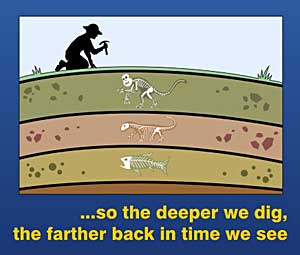 ...so the deeper we dig,
the farther back in time we see